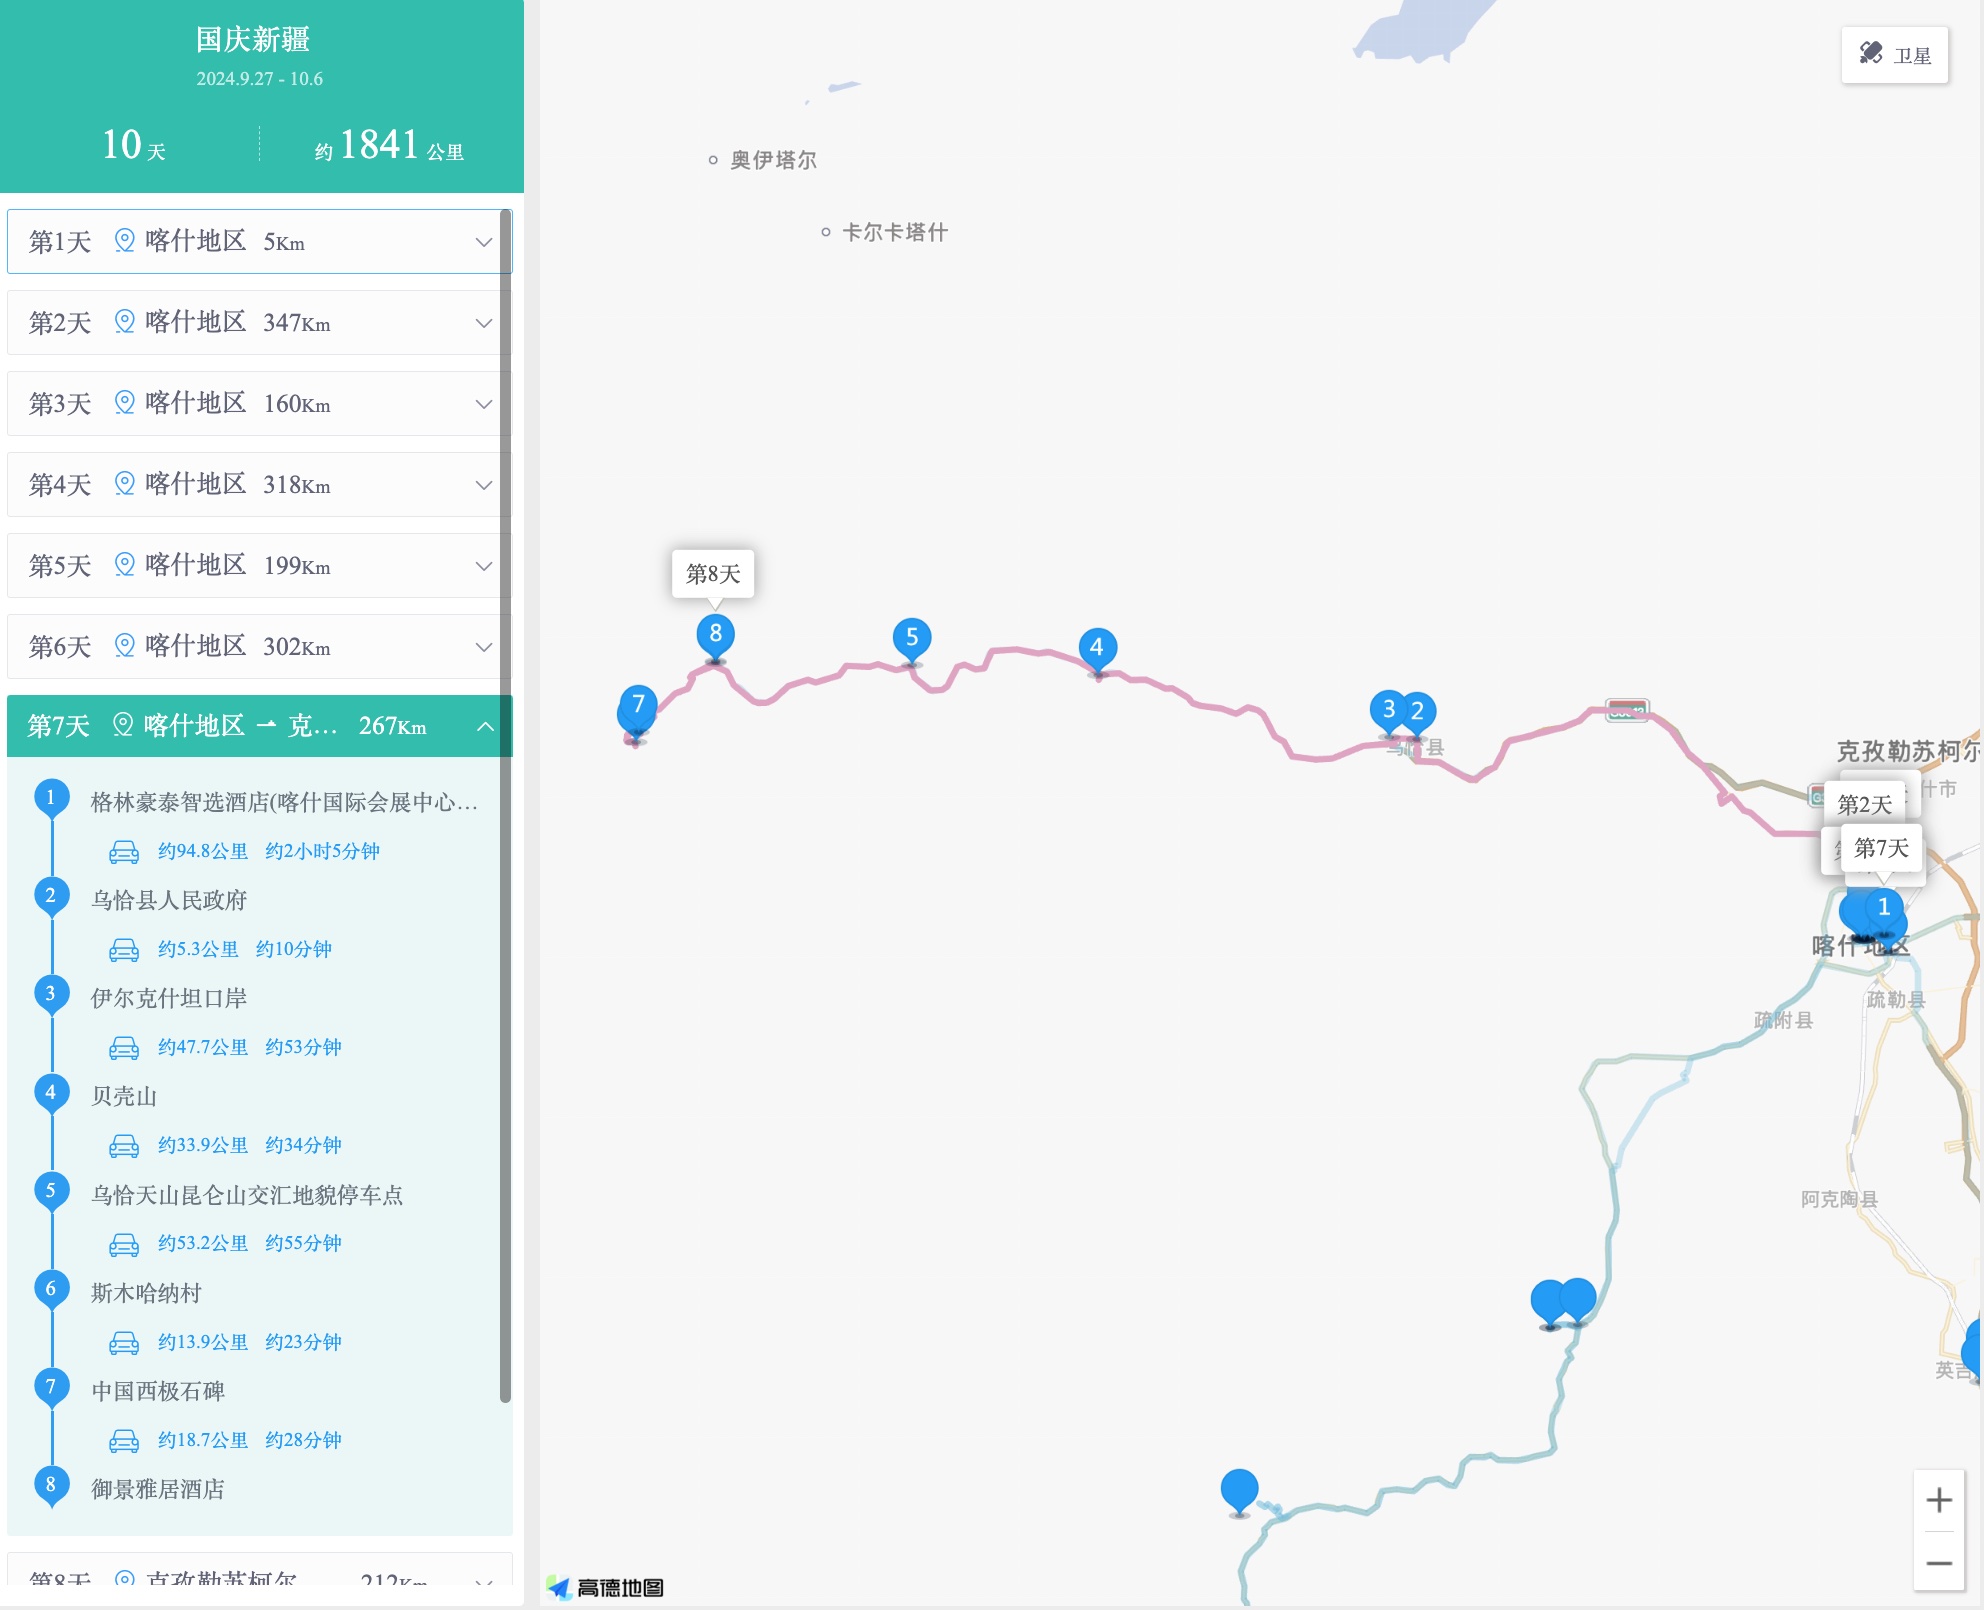 国庆新疆
2024.9.27 - 10.6
10 天
约 1841 公里
第1天 喀什地区 5Km
第2天 喀什地区 347Km
第3天 喀什地区 160Km
第4天 喀什地区 318Km
第5天 喀什地区 199Km
第6天 喀什地区 302Km
第7天 喀什地区 → 克... 267Km
1 格林豪泰智选酒店(喀什国际会展中心...
约94.8公里 约2小时5分钟
2 乌恰县人民政府
约5.3公里 约10分钟
3 伊尔克什坦口岸
约47.7公里 约53分钟
4 贝壳山
约33.9公里 约34分钟
5 乌恰天山昆仑山交汇地貌停车点
约53.2公里 约55分钟
6 斯木哈纳村
约13.9公里 约23分钟
7 中国西极石碑
约18.7公里 约28分钟
8 御景雅居酒店
第8天 克孜勒苏柯尔... 212Km
卫星
奥伊塔尔
卡尔卡塔什
第8天
8
5
4
7
3
2
乌恰县
克孜勒苏柯尔
什市
第2天
第7天
1
喀什地区
疏勒县
疏附县
阿克陶县
英吉
高德地图